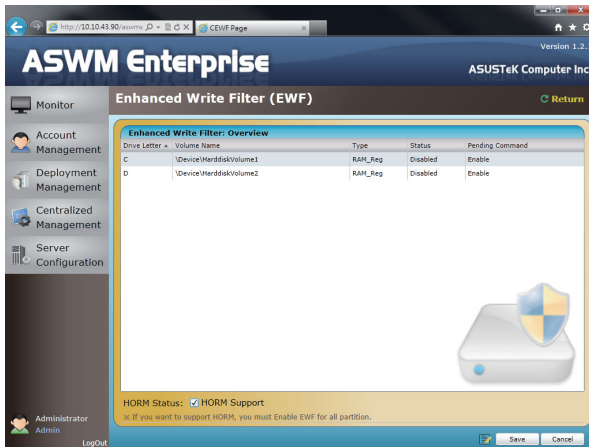 http://10.10.43.90/aswm
CEWF Page
Version 1.2.
ASWM Enterprise
ASUSTeK Computer Inc
Monitor
Enhanced Write Filter (EWF)
Return
Account
Management
Deployment
Management
Centralized
Management
Server
Configuration
Enhanced Write Filter: Overview
Drive Letter Volume Name Type Status Pending Command
C \Device\HarddiskVolume1 RAM_Reg Disabled Enable
D \Device\HarddiskVolume2 RAM_Reg Disabled Enable
HORM Status: HORM Support
※ If you want to support HORM, you must Enable EWF for all partition.
Administrator
Admin
LogOut
Save Cancel